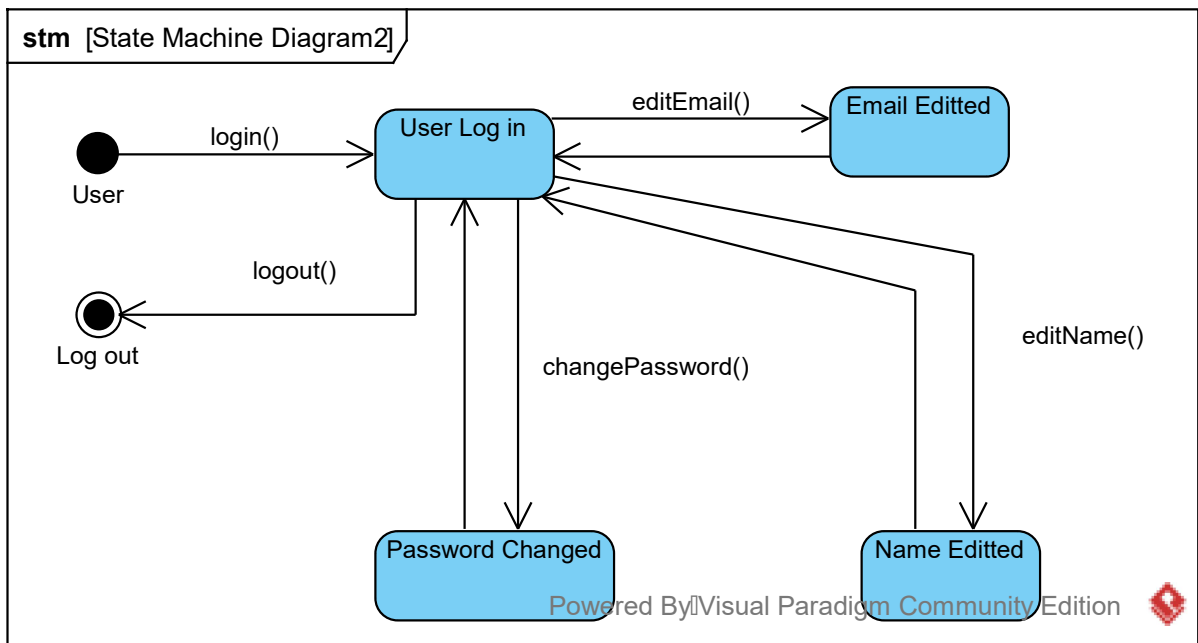 stm [State Machine Diagram2]
editEmail()
Email Editted
User Log in
login()
User
logout()
Log out
editName()
changePassword()
Password Changed
Name Editted
Powered By Visual Paradigm Community Edition